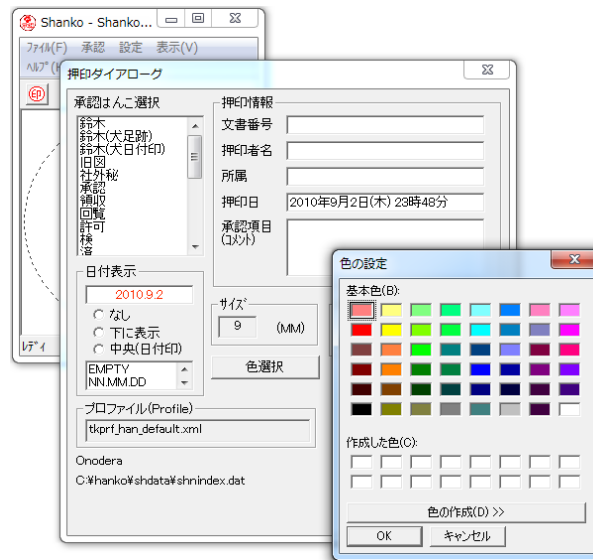 Shanko - Shanko...
ファイル(F) 承認 設定 表示(V)
ヘルプ(
印
レディ
押印ダイアローグ
承認はんこ選択
鈴木
鈴木(犬足跡)
鈴木(犬日付印)
旧図
社外秘
承認
領収
回覧
許可
検
済
押印情報
文書番号
押印者名
所属
押印日
2010年9月2日(木) 23時48分
承認項目
(コメント)
日付表示
2010.9.2
なし
下に表示
中央(日付印)
EMPTY
NN.MM.DD
サイズ
9 (MM)
色選択
プロファイル(Profile)
tkprf_han_default.xml
Onodera
C:¥hanko¥shdata¥shnindex.dat
色の設定
基本色(B):
作成した色(C):
色の作成(D) >>
OK キャンセル